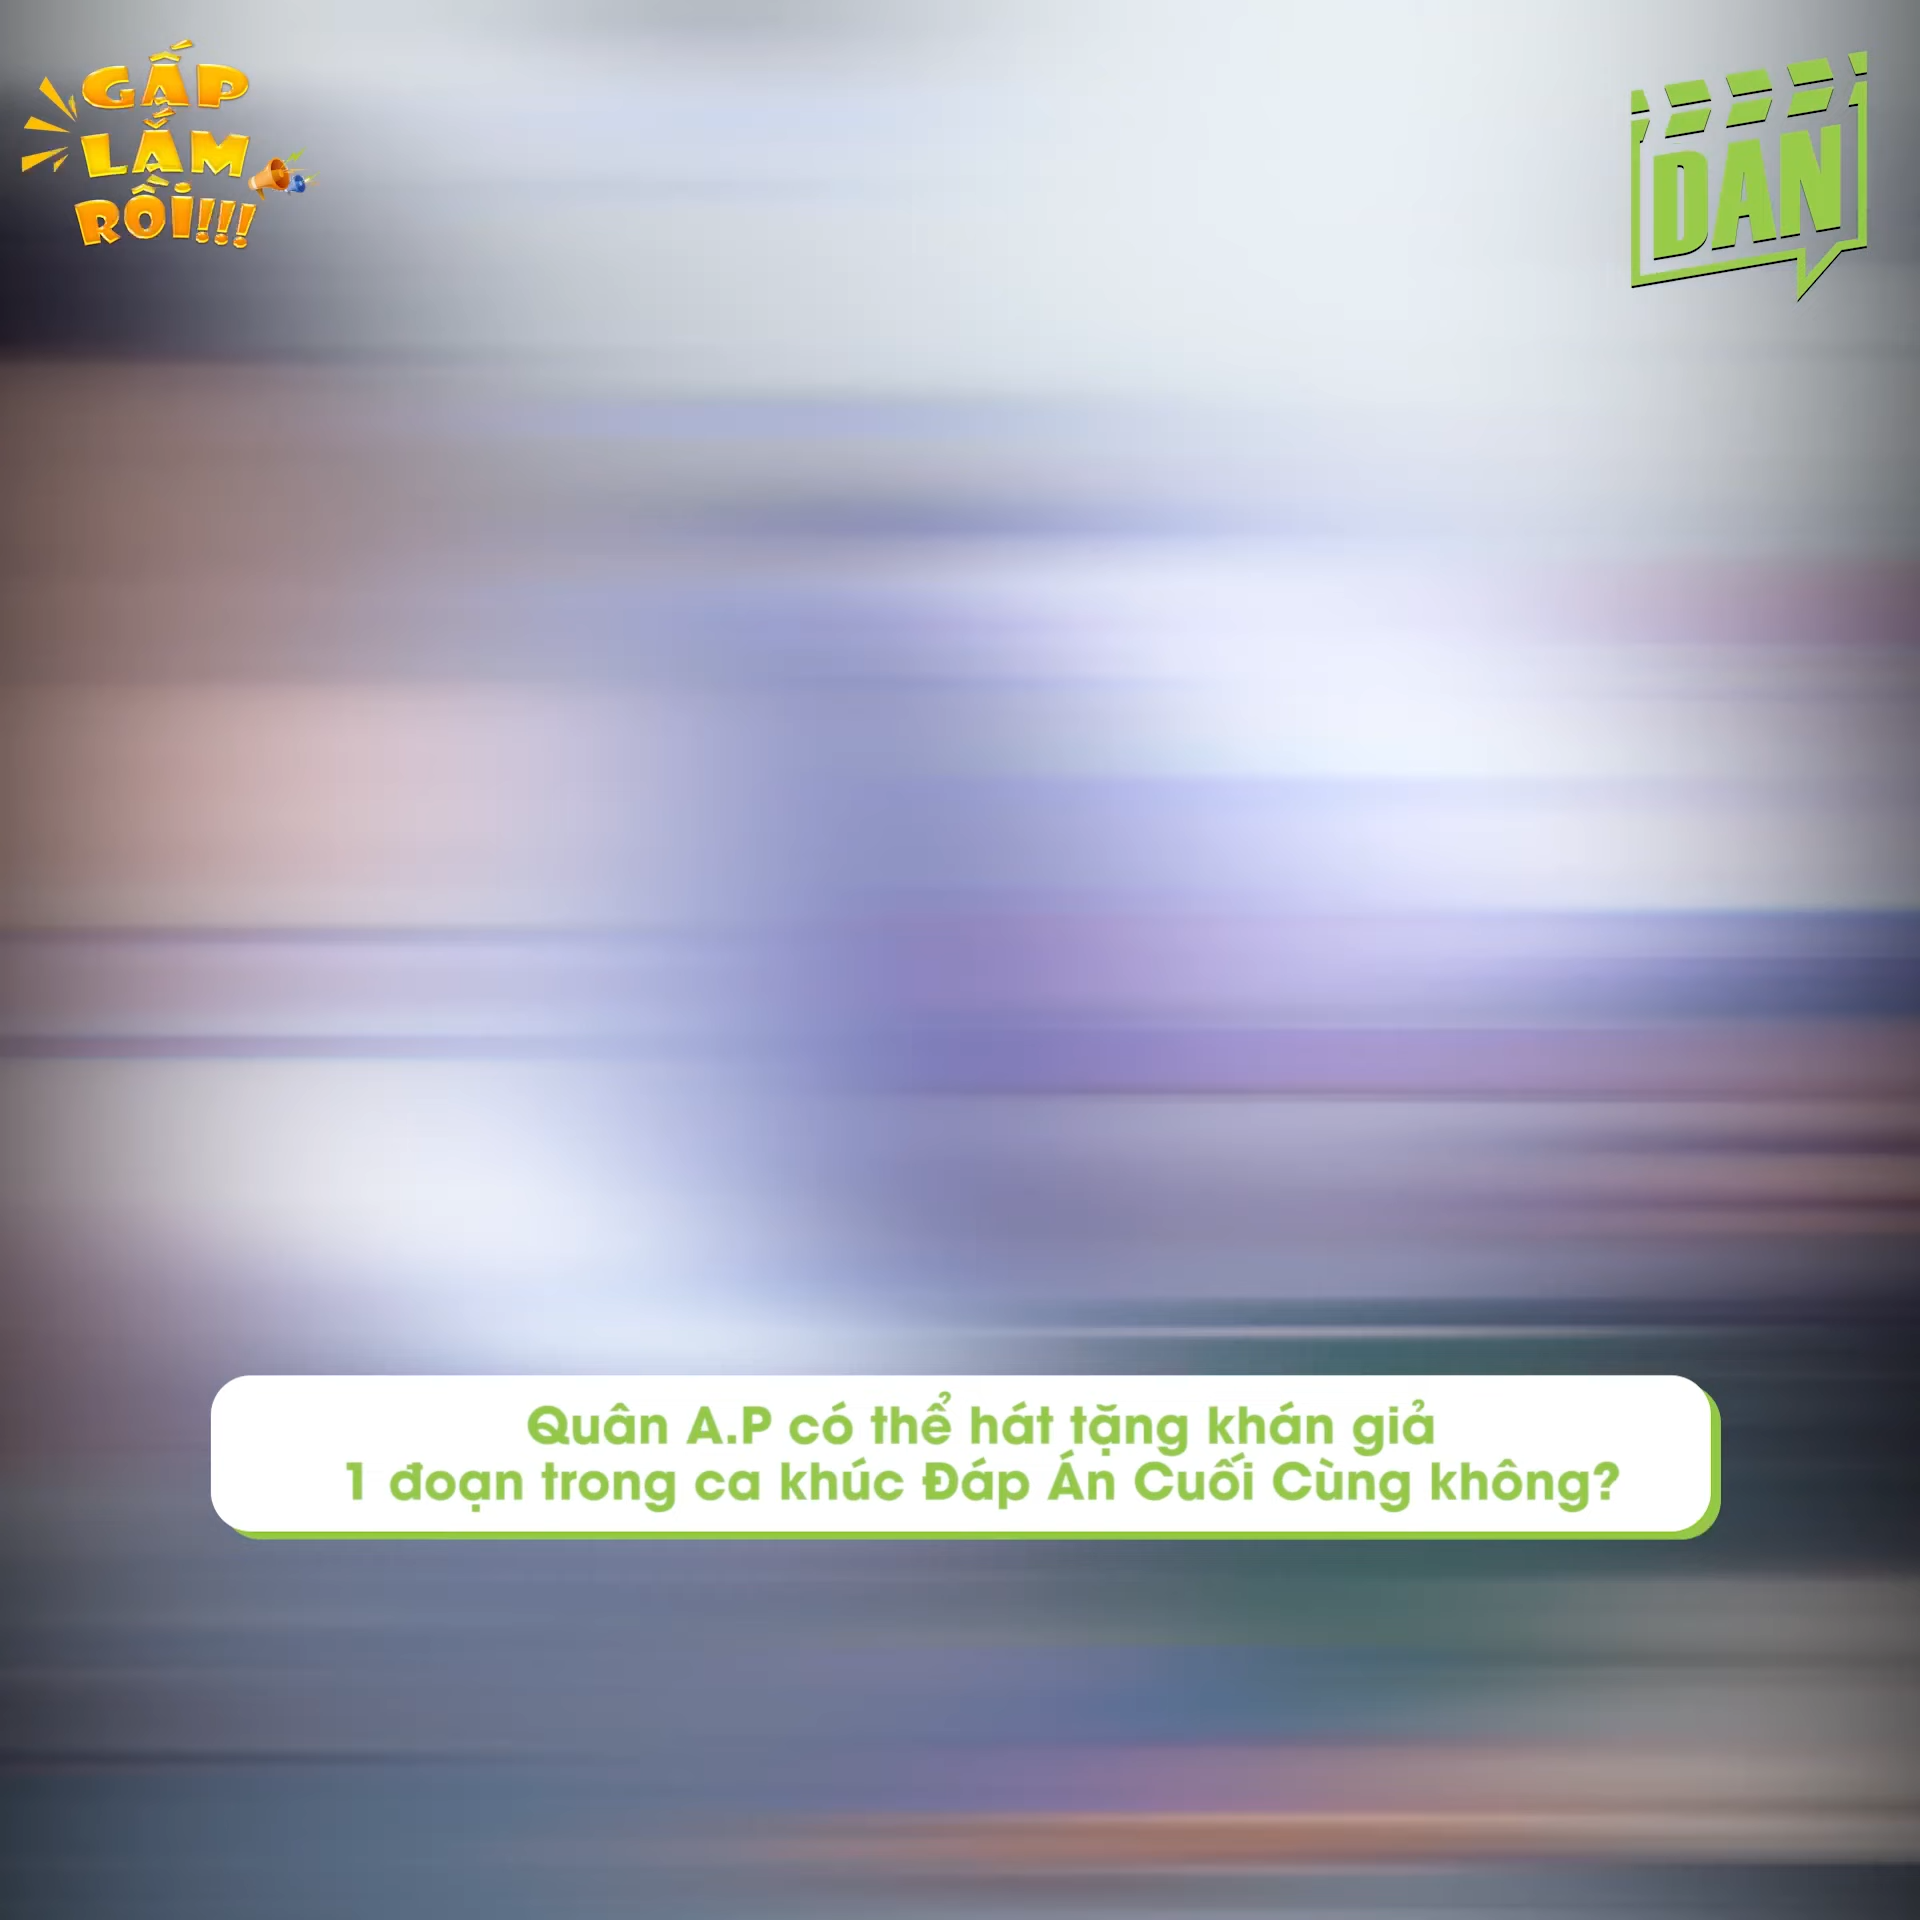 GẤP
LẮM
RỒI!!!
DAN
Quân A.P có thể hát tặng khán giả
1 đoạn trong ca khúc Đáp Án Cuối Cùng không?